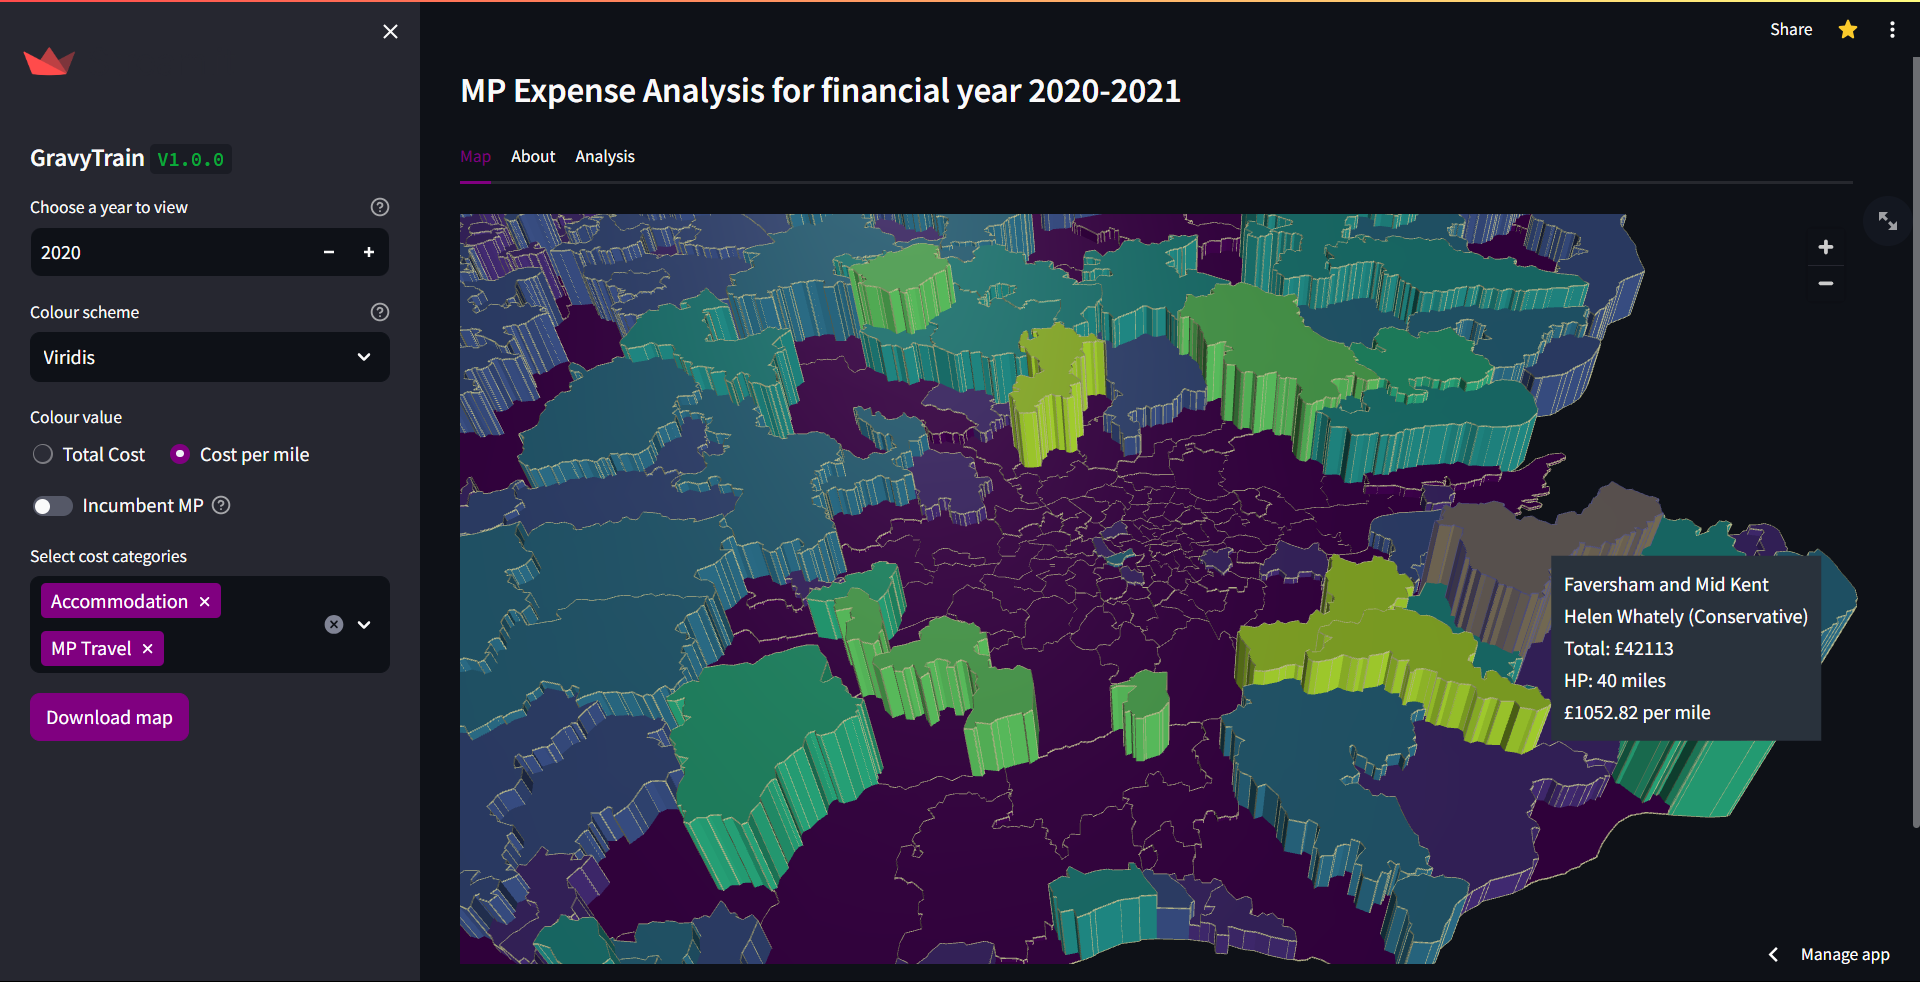 Share
MP Expense Analysis for financial year 2020-2021
GravyTrain V1.0.0
Map About Analysis
Choose a year to view
2020
Colour scheme
Viridis
Colour value
Total Cost Cost per mile
Incumbent MP
Select cost categories
Accommodation
MP Travel
Download map
Faversham and Mid Kent
Helen Whately (Conservative)
Total: £42113
HP: 40 miles
£1052.82 per mile
Manage app